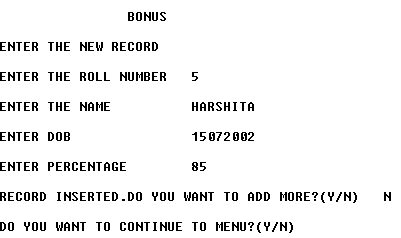 BONUS
ENTER THE NEW RECORD
ENTER THE ROLL NUMBER 5
ENTER THE NAME HARSHITA
ENTER DOB 15072002
ENTER PERCENTAGE 85
RECORD INSERTED.DO YOU WANT TO ADD MORE?(Y/N) N
DO YOU WANT TO CONTINUE TO MENU?(Y/N)